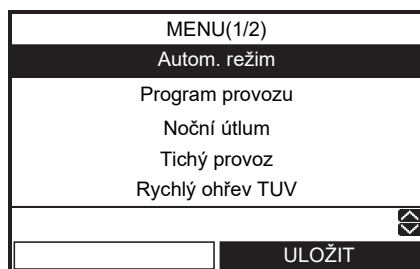 MENU(1/2)
Autom. režim
Program provozu
Noční útlum
Tichý provoz
Rychlý ohřev TUV
ULOŽIT